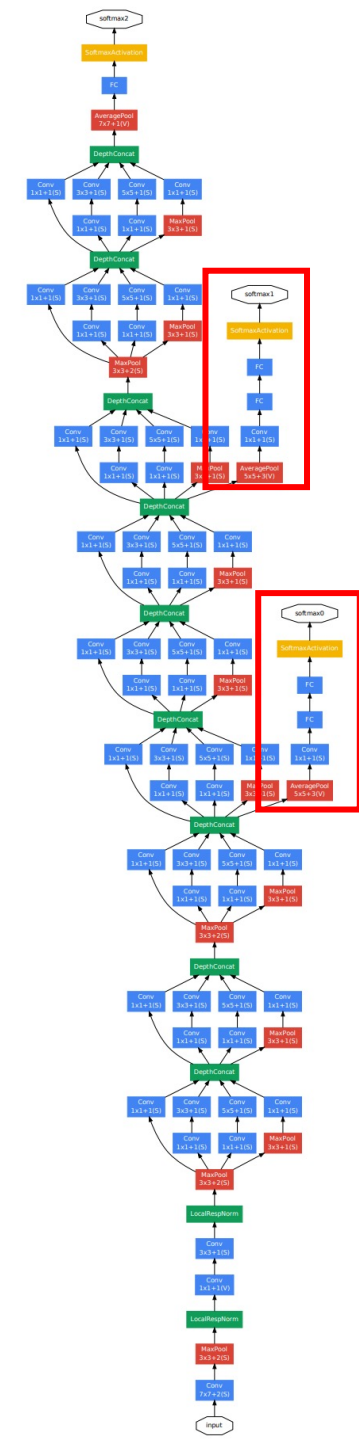 softmax2
SoftmaxActivation
FC
AveragePool
7x7+1(V)
DepthConcat
Conv Conv Conv Conv
1x1+1(S) 3x3+1(S) 5x5+1(S) 1x1+1(S)
Conv Conv MaxPool
1x1+1(S) 1x1+1(S) 3x3+1(S)
DepthConcat
Conv Conv Conv Conv
1x1+1(S) 3x3+1(S) 5x5+1(S) 1x1+1(S)
softmax1
Conv Conv MaxPool SoftmaxActivation
1x1+1(S) 1x1+1(S) 3x3+1(S)
MaxPool FC
3x3+2(S)
DepthConcat FC
Conv Conv Conv Conv Conv
1x1+1(S) 3x3+1(S) 5x5+1(S) 1x1+1(S)
Conv Conv AveragePool
1x1+1(S) 1x1+1(S) 5x5+3(V)
DepthConcat
Conv Conv Conv Conv
1x1+1(S) 3x3+1(S) 5x5+1(S) 1x1+1(S)
Conv Conv MaxPool
1x1+1(S) 1x1+1(S) 3x3+1(S)
DepthConcat softmax0
Conv Conv Conv Conv SoftmaxActivation
1x1+1(S) 3x3+1(S) 5x5+1(S) 1x1+1(S)
Conv Conv MaxPool FC
1x1+1(S) 1x1+1(S) 3x3+1(S)
DepthConcat FC
Conv Conv Conv Conv Conv
1x1+1(S) 3x3+1(S) 5x5+1(S) 1x1+1(S)
Conv Conv AveragePool
1x1+1(S) 1x1+1(S) 5x5+3(V)
DepthConcat
Conv Conv Conv Conv
1x1+1(S) 3x3+1(S) 5x5+1(S) 1x1+1(S)
Conv Conv MaxPool
1x1+1(S) 1x1+1(S) 3x3+1(S)
MaxPool
3x3+2(S)
DepthConcat
Conv Conv Conv Conv
1x1+1(S) 3x3+1(S) 5x5+1(S) 1x1+1(S)
Conv Conv MaxPool
1x1+1(S) 1x1+1(S) 3x3+1(S)
DepthConcat
Conv Conv Conv Conv
1x1+1(S) 3x3+1(S) 5x5+1(S) 1x1+1(S)
Conv Conv MaxPool
1x1+1(S) 1x1+1(S) 3x3+1(S)
MaxPool
3x3+2(S)
LocalRespNorm
Conv
3x3+1(S)
Conv
1x1+1(V)
LocalRespNorm
MaxPool
3x3+2(S)
Conv
7x7+2(S)
input